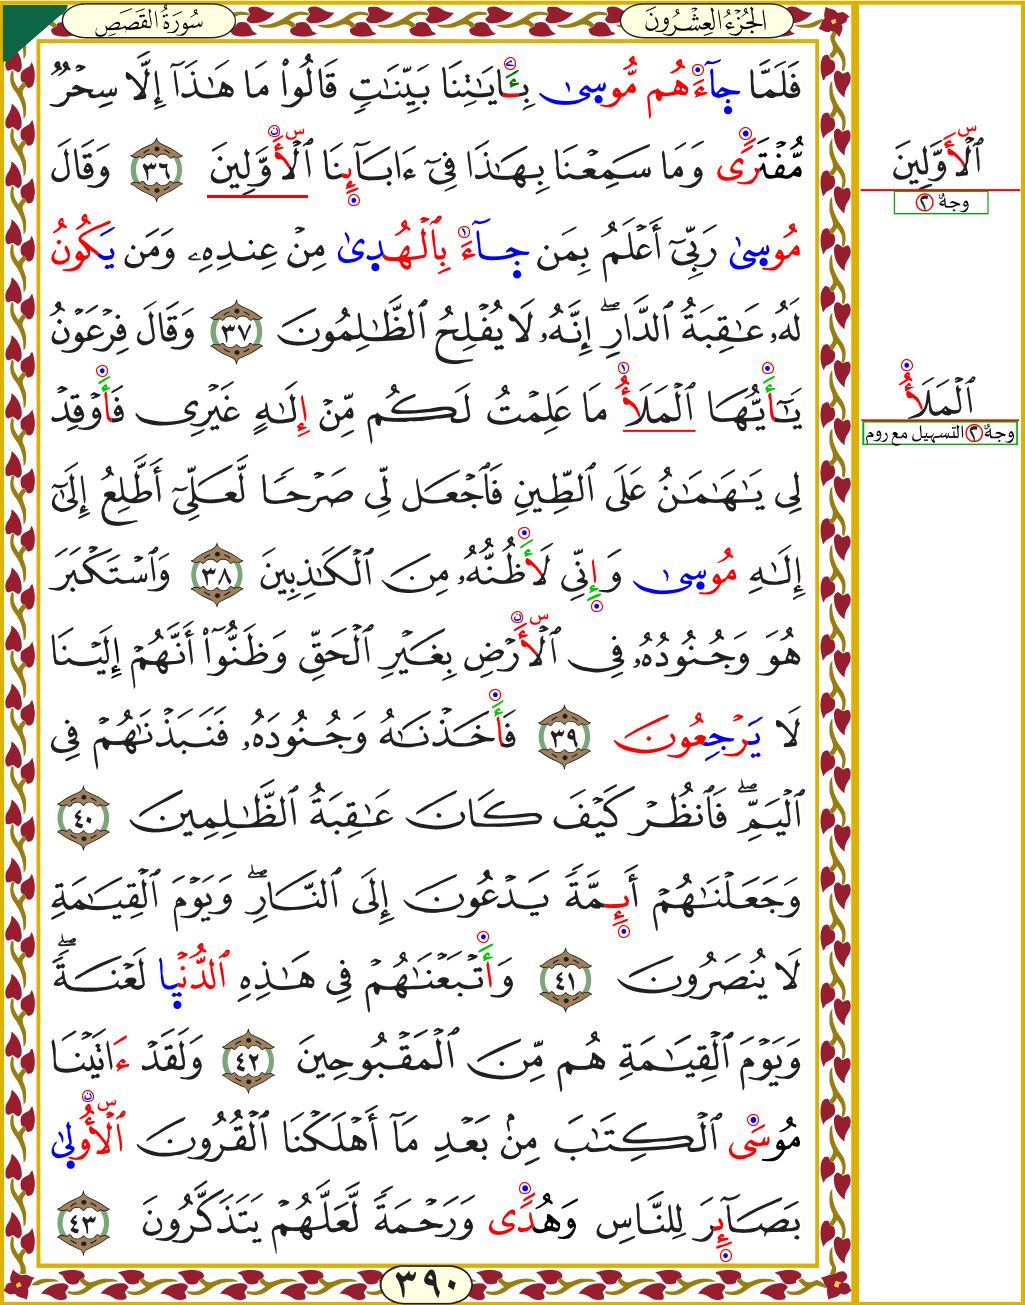 الجُزْءُ العِشْرُونَ
سُورَةُ القَصَصِ
فَلَمَّا جَآءَهُم مُّوسِىٰ بِـَٔايَٰتِنَا بَيِّنَٰتٖ قَالُواْ مَا هَٰذَآ إِلَّا سِحۡرٞ
مُّفۡتَرٗى وَمَا سَمِعۡنَا بِهَٰذَا فِيٓ ءَابَآئِنَا ٱلۡأَوَّلِينَ ٣٦ وَقَالَ
مُوسِىٰ رَبِّيٓ أَعۡلَمُ بِمَن جَآءَ بِٱلۡهُدِىٰ مِنۡ عِندِهِۦ وَمَن يَكُونُ
لَهُۥ عَٰقِبَةُ ٱلدَّارِۖ إِنَّهُۥ لَا يُفۡلِحُ ٱلظَّٰلِمُونَ ٣٧ وَقَالَ فِرۡعَوۡنُ
يَٰٓأَيُّهَا ٱلۡمَلَأُ مَا عَلِمۡتُ لَكُم مِّنۡ إِلَٰهٍ غَيۡرِي فَأَوۡقِدۡ
لِي يَٰهَٰمَٰنُ عَلَى ٱلطِّينِ فَٱجۡعَل لِّي صَرۡحٗا لَّعَلِّيٓ أَطَّلِعُ إِلَىٰٓ
إِلَٰهِ مُوسِىٰ وَإِنِّي لَأَظُنُّهُۥ مِنَ ٱلۡكَٰذِبِينَ ٣٨ وَٱسۡتَكۡبَرَ
هُوَ وَجُنُودُهُۥ فِي ٱلۡأَرۡضِ بِغَيۡرِ ٱلۡحَقِّ وَظَنُّوٓاْ أَنَّهُمۡ إِلَيۡنَا
لَا يَرۡجِعُونَ ٣٩ فَأَخَذۡنَٰهُ وَجُنُودَهُۥ فَنَبَذۡنَٰهُمۡ فِي
ٱلۡيَمِّۖ فَٱنظُرۡ كَيۡفَ كَانَ عَٰقِبَةُ ٱلظَّٰلِمِينَ ٤٠
وَجَعَلۡنَٰهُمۡ أَئِمَّةٗ يَدۡعُونَ إِلَى ٱلنَّارِۖ وَيَوۡمَ ٱلۡقِيَٰمَةِ
لَا يُنصَرُونَ ٤١ وَأَتۡبَعۡنَٰهُمۡ فِي هَٰذِهِ ٱلدُّنۡيِا لَعۡنَةٗۖ
وَيَوۡمَ ٱلۡقِيَٰمَةِ هُم مِّنَ ٱلۡمَقۡبُوحِينَ ٤٢ وَلَقَدۡ ءَاتَيۡنَا
مُوسَى ٱلۡكِتَٰبَ مِنۢ بَعۡدِ مَآ أَهۡلَكۡنَا ٱلۡقُرُونَ ٱلۡأُولِىٰ
بَصَآئِرَ لِلنَّاسِ وَهُدٗى وَرَحۡمَةٗ لَّعَلَّهُمۡ يَتَذَكَّرُونَ ٤٣
٣٩٠
ٱلۡأَوَّلِينَ
وجهٌ ٢
ٱلۡمَلَأُ
وجهٌ ٢ التسهيل مع روم